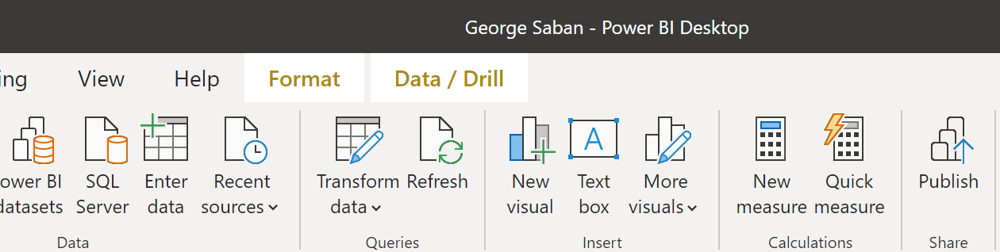 George Saban - Power BI Desktop
ing View Help Format Data / Drill
ower BI SQL Enter Recent Transform Refresh New Text More New Quick Publish
datasets Server data sources data visual box visuals measure measure
Data Queries Insert Calculations Share